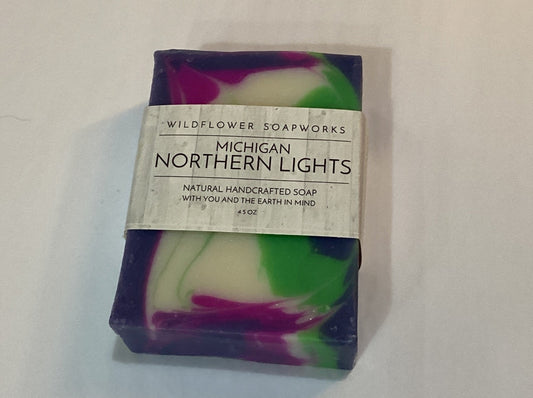 WILDFLOWER SOAPWORKS
MICHIGAN
NORTHERN LIGHTS
NATURAL HANDCRAFTED SOAP
WITH YOU AND THE EARTH IN MIND
4.5 OZ